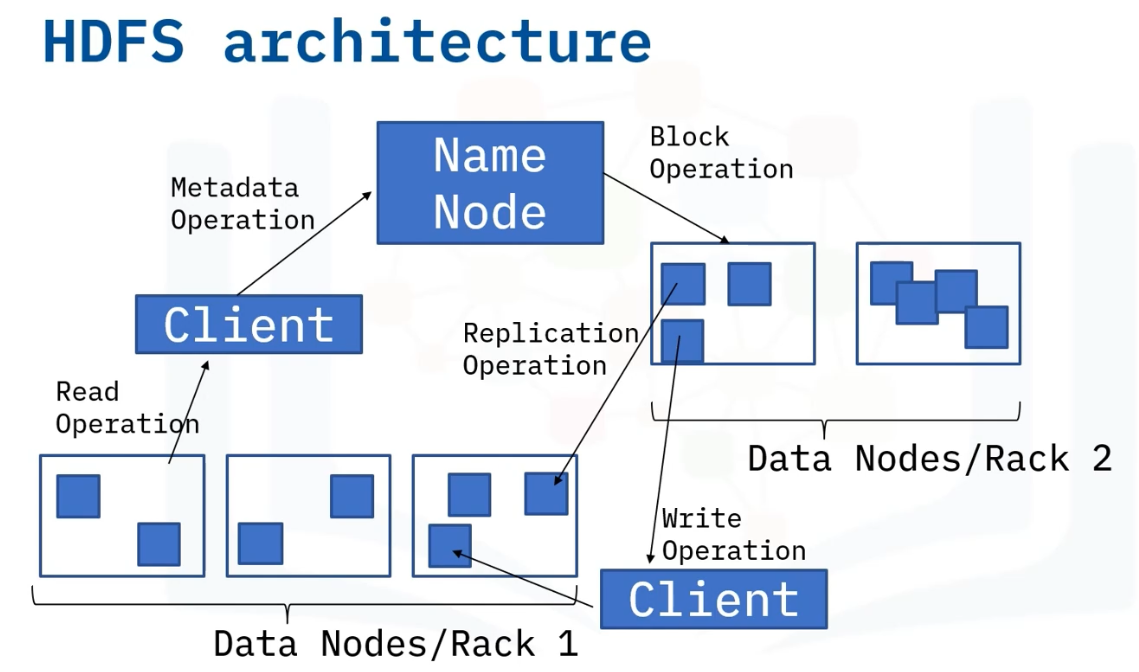 HDFS architecture
Name
Node
Block
Operation
Metadata
Operation
Client
Replication
Operation
Read
Operation
Data Nodes/Rack 2
Write
Operation
Client
Data Nodes/Rack 1